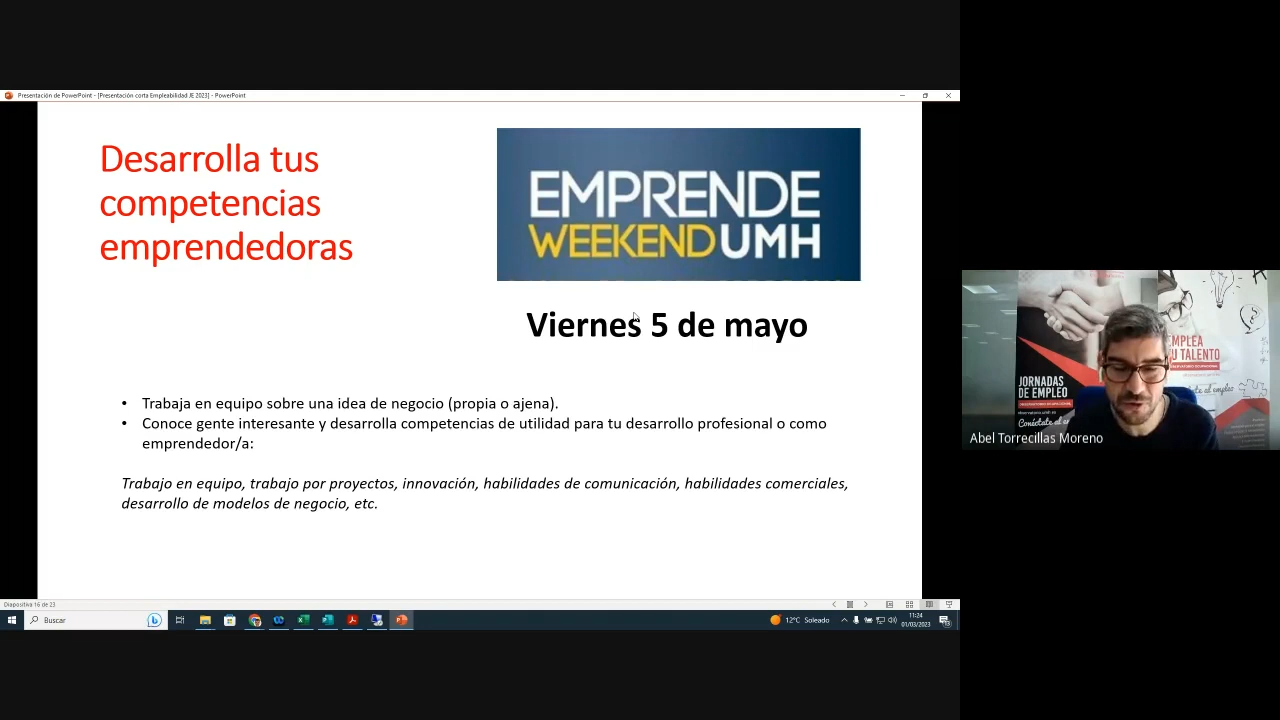 Presentación de PowerPoint - [Presentación corta Empleabilidad JE 2023] - PowerPoint
Desarrolla tus
competencias
emprendedoras
EMPRENDE
WEEKENDUMH
Viernes 5 de mayo
• Trabaja en equipo sobre una idea de negocio (propia o ajena).
• Conoce gente interesante y desarrolla competencias de utilidad para tu desarrollo profesional o como
emprendedor/a:
Trabajo en equipo, trabajo por proyectos, innovación, habilidades de comunicación, habilidades comerciales,
desarrollo de modelos de negocio, etc.
Diapositiva 16 de 23
Buscar
12°C Soleado
11:24
01/03/2023
JORNADAS
DE EMPLEO
EMPLEA
TU TALENTO
Conéctate al
Abel Torrecillas Moreno